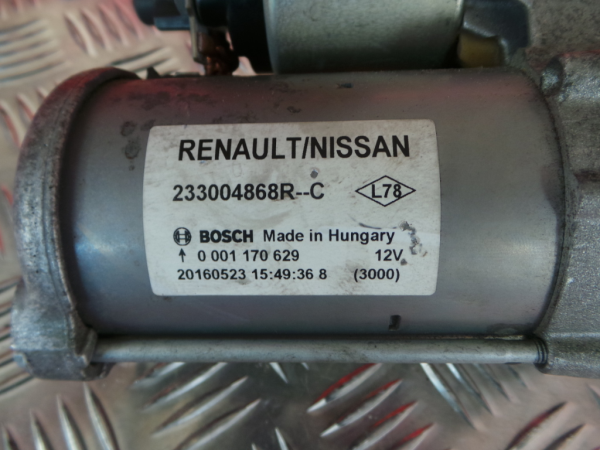 RENAULT/NISSAN
233004868R--C L78
BOSCH Made in Hungary
↑ 0 001 170 629 12V
20160523 15:49:36 8 (3000)